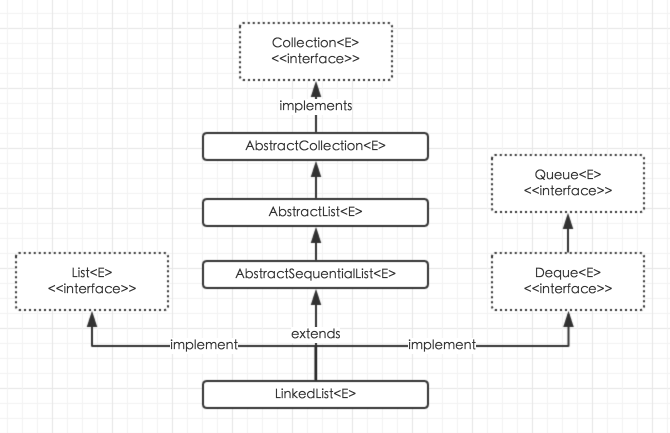 Collection<E>
<<interface>>
implements
AbstractCollection<E>
Queue<E>
<<interface>>
AbstractList<E>
List<E>
<<interface>>
AbstractSequentialList<E>
Deque<E>
<<interface>>
extends
implement
implement
LinkedList<E>